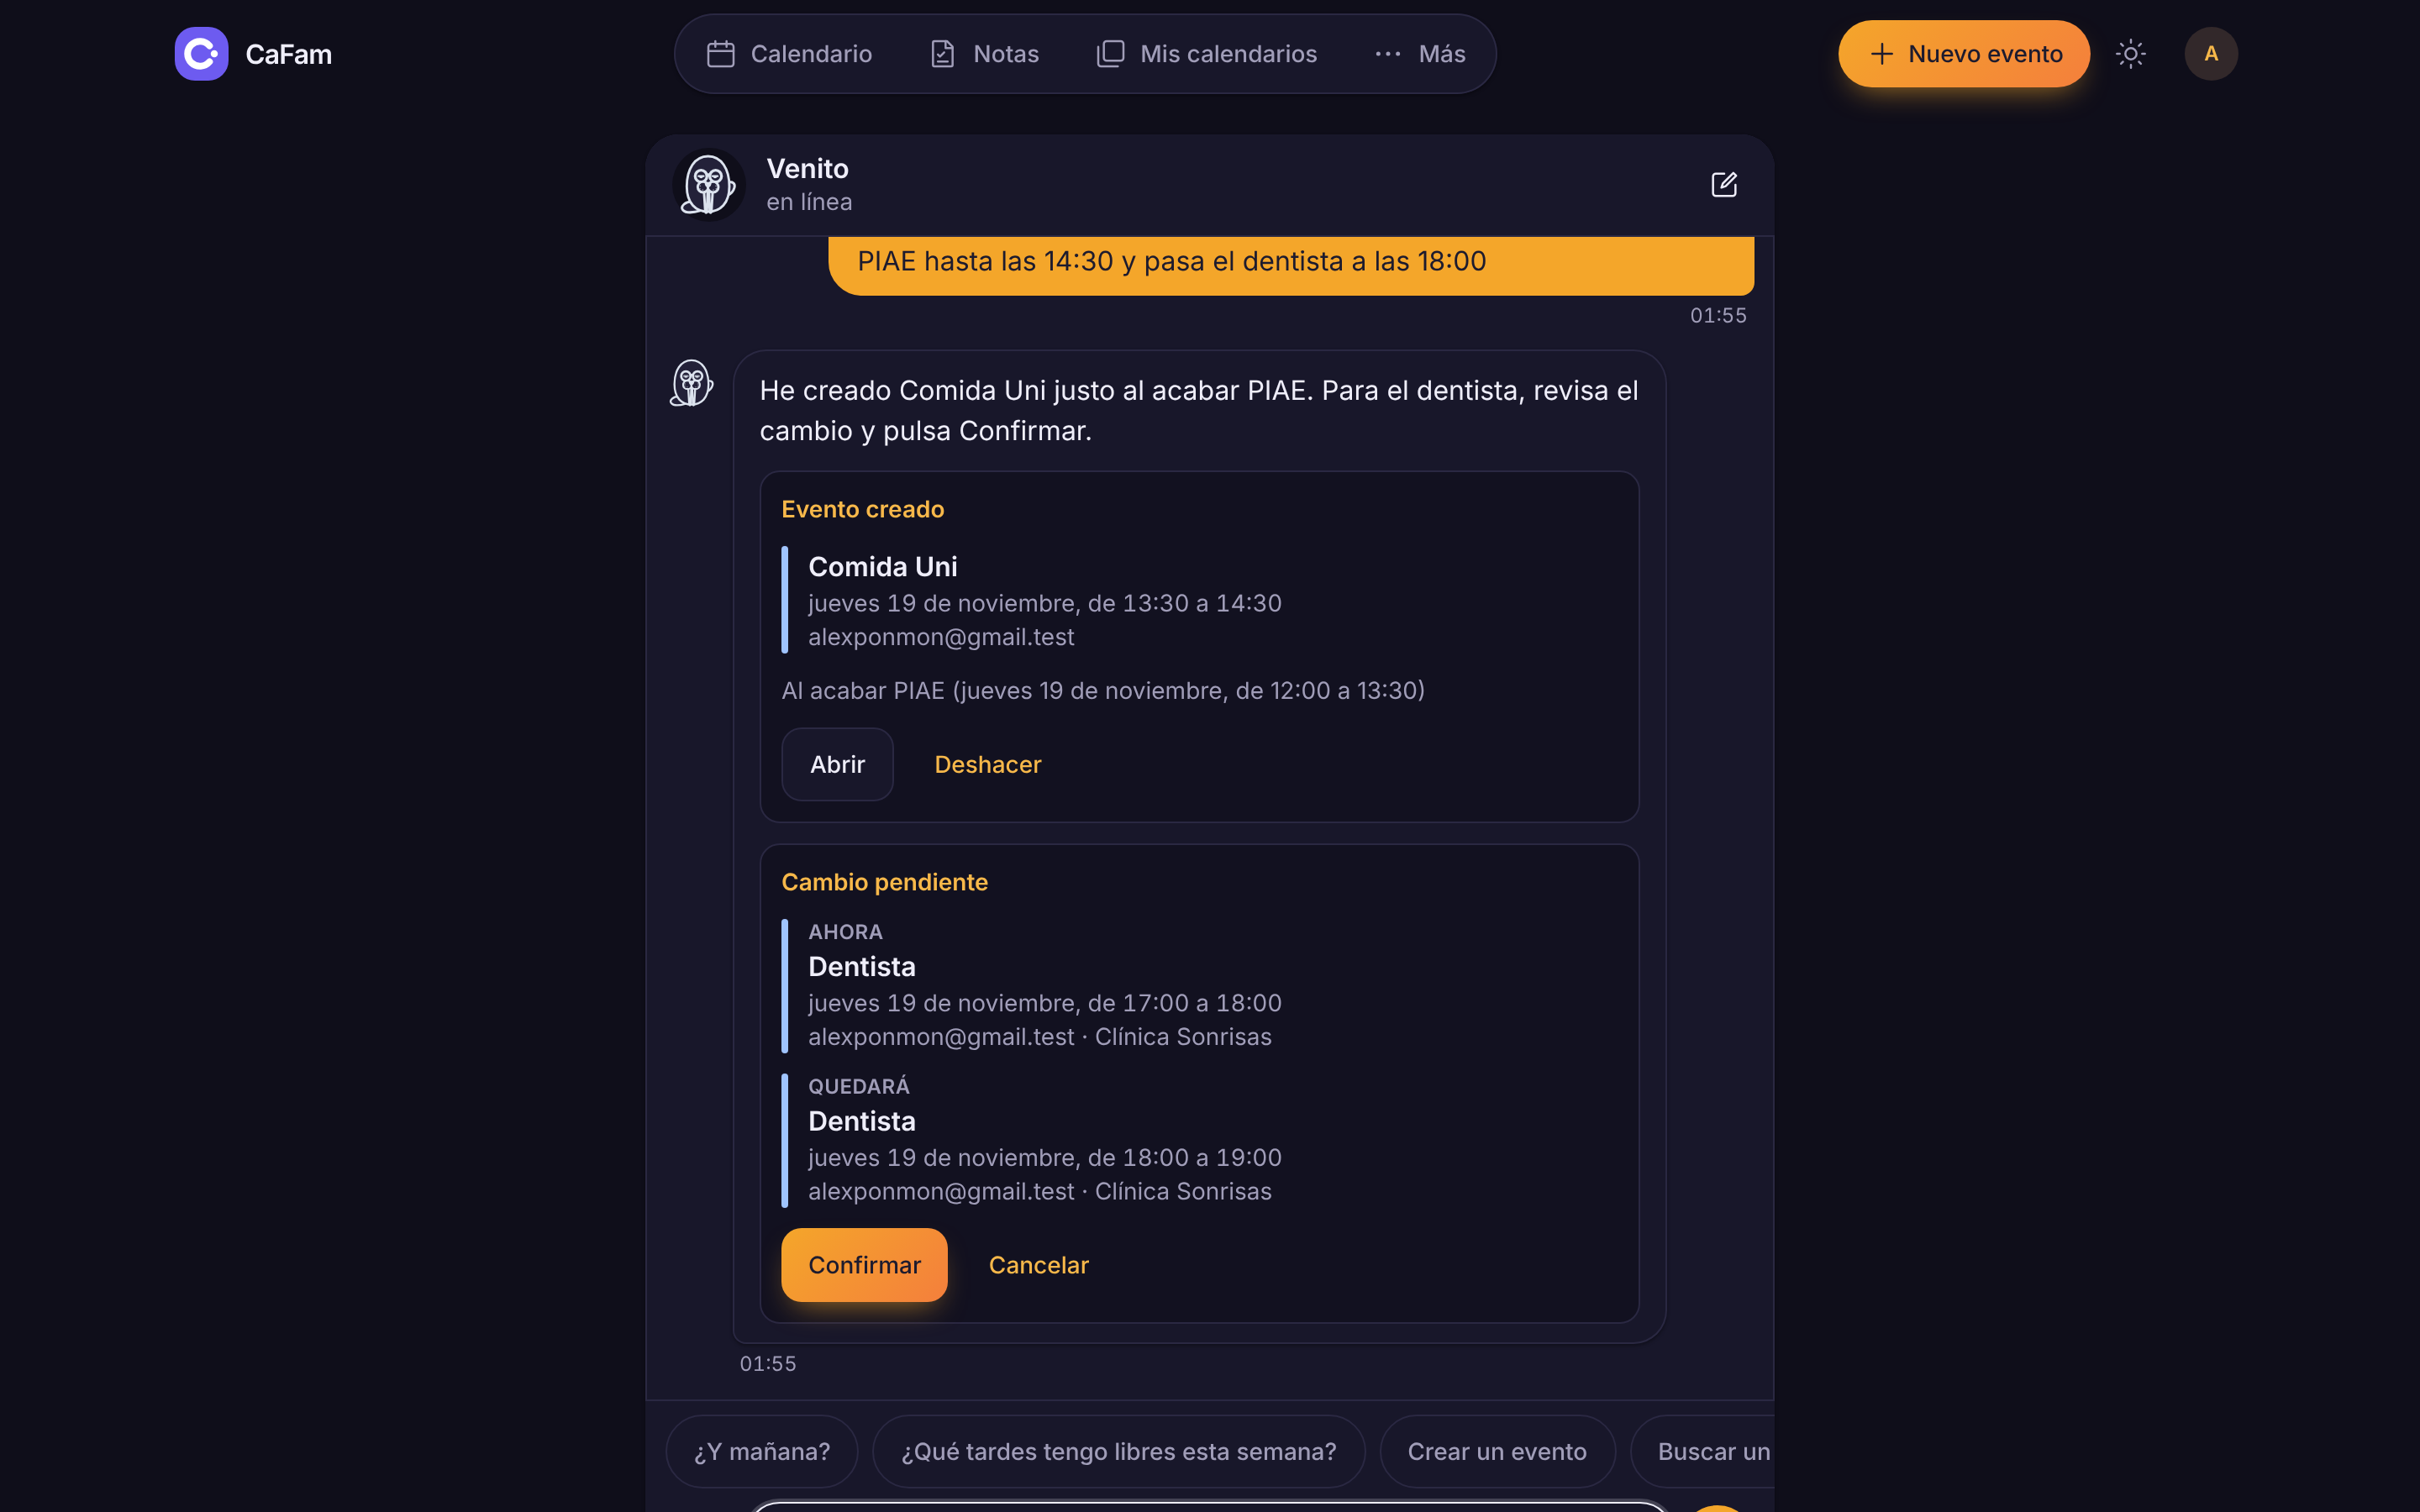 CaFam
Calendario
Notas
Mis calendarios
Más
Nuevo evento
A
Venito
en línea
PIAE hasta las 14:30 y pasa el dentista a las 18:00
01:55
He creado Comida Uni justo al acabar PIAE. Para el dentista, revisa el
cambio y pulsa Confirmar.
Evento creado
Comida Uni
jueves 19 de noviembre, de 13:30 a 14:30
alexponmon@gmail.test
Al acabar PIAE (jueves 19 de noviembre, de 12:00 a 13:30)
Abrir
Deshacer
Cambio pendiente
AHORA
Dentista
jueves 19 de noviembre, de 17:00 a 18:00
alexponmon@gmail.test · Clínica Sonrisas
QUEDARÁ
Dentista
jueves 19 de noviembre, de 18:00 a 19:00
alexponmon@gmail.test · Clínica Sonrisas
Confirmar
Cancelar
01:55
¿Y mañana?
¿Qué tardes tengo libres esta semana?
Crear un evento
Buscar un